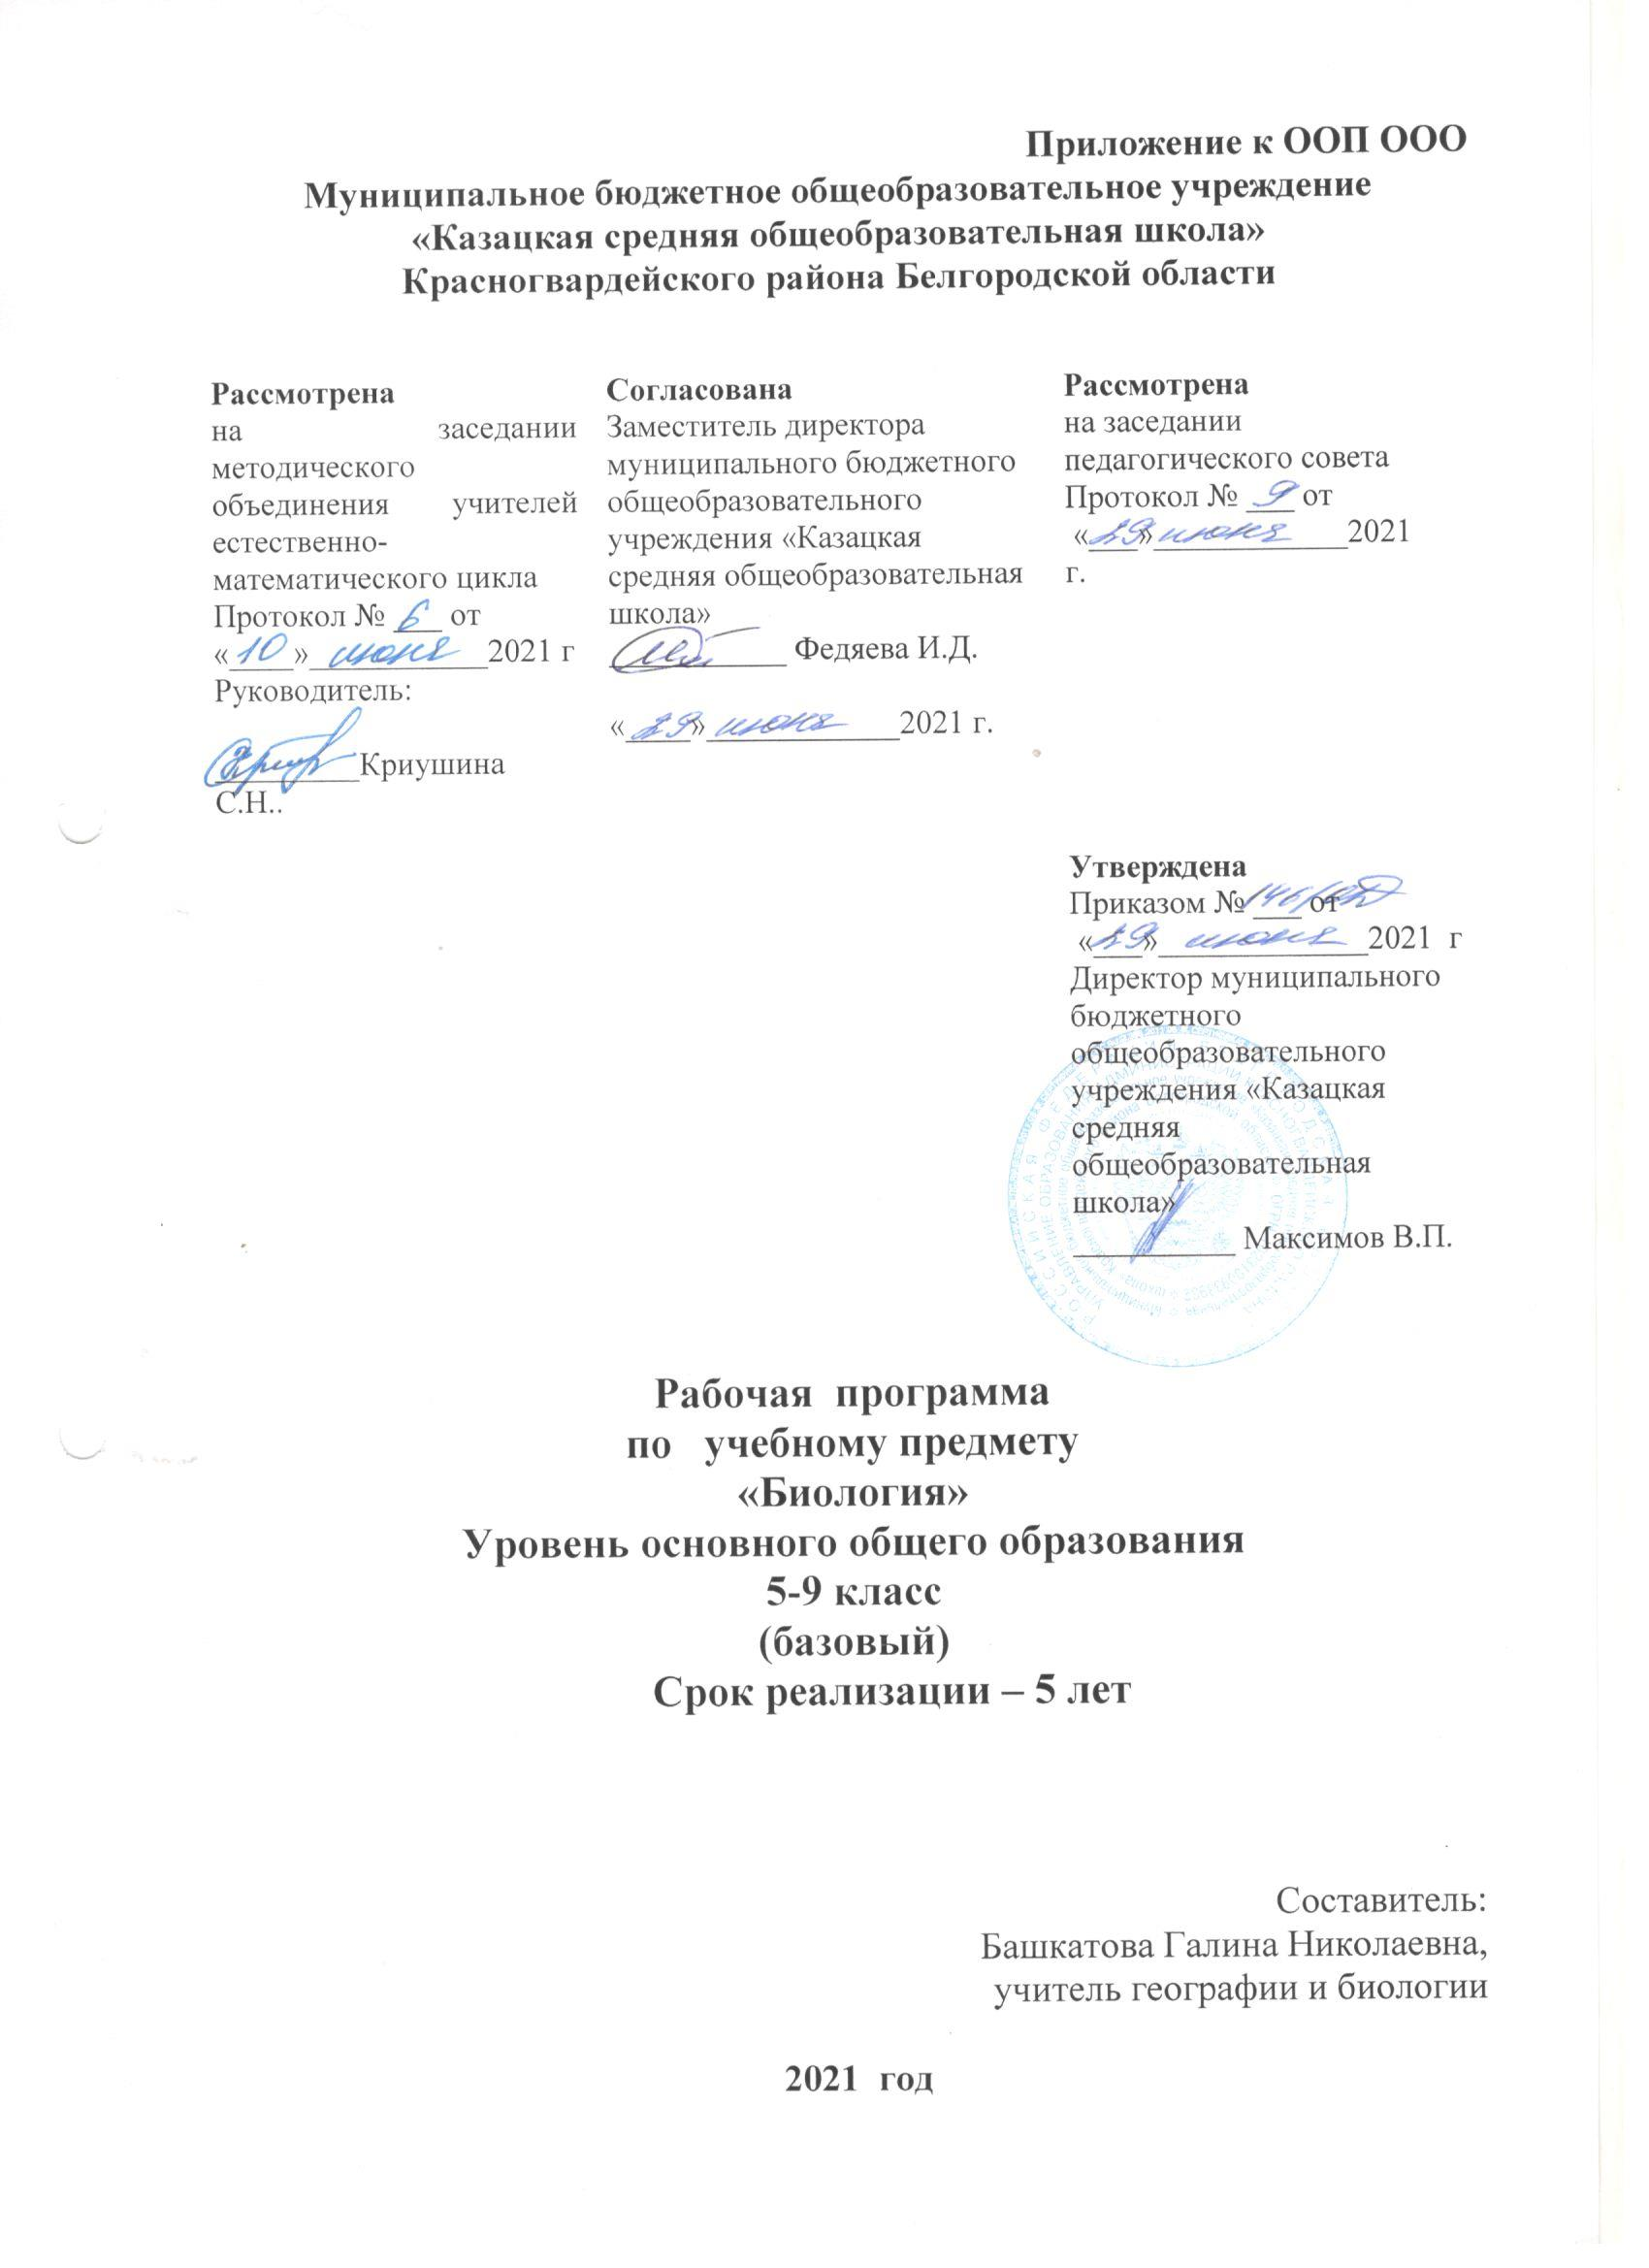 Приложение к ООП ООО
Муниципальное бюджетное общеобразовательное учреждение
«Казацкая средняя общеобразовательная школа»
Красногвардейского района Белгородской области
Рассмотрена
на заседании
методического
объединения учителей
естественно-
математического цикла
Протокол № 6 от
«10» июня 2021 г
Руководитель:
Криушина
С.Н..
Согласована
Заместитель директора
муниципального бюджетного
общеобразовательного
учреждения «Казацкая
средняя общеобразовательная
школа»
Федяева И.Д.
«29» июня 2021 г.
Рассмотрена
на заседании
педагогического совета
Протокол № 9 от
«29» июня 2021
г.
Утверждена
Приказом № от
«29» июня 2021 г
Директор муниципального
бюджетного
общеобразовательного
учреждения «Казацкая
средняя
общеобразовательная
школа»
Максимов В.П.
Рабочая программа
по учебному предмету
«Биология»
Уровень основного общего образования
5-9 класс
(базовый)
Срок реализации – 5 лет
Составитель:
Башкатова Галина Николаевна,
учитель географии и биологии
2021 год